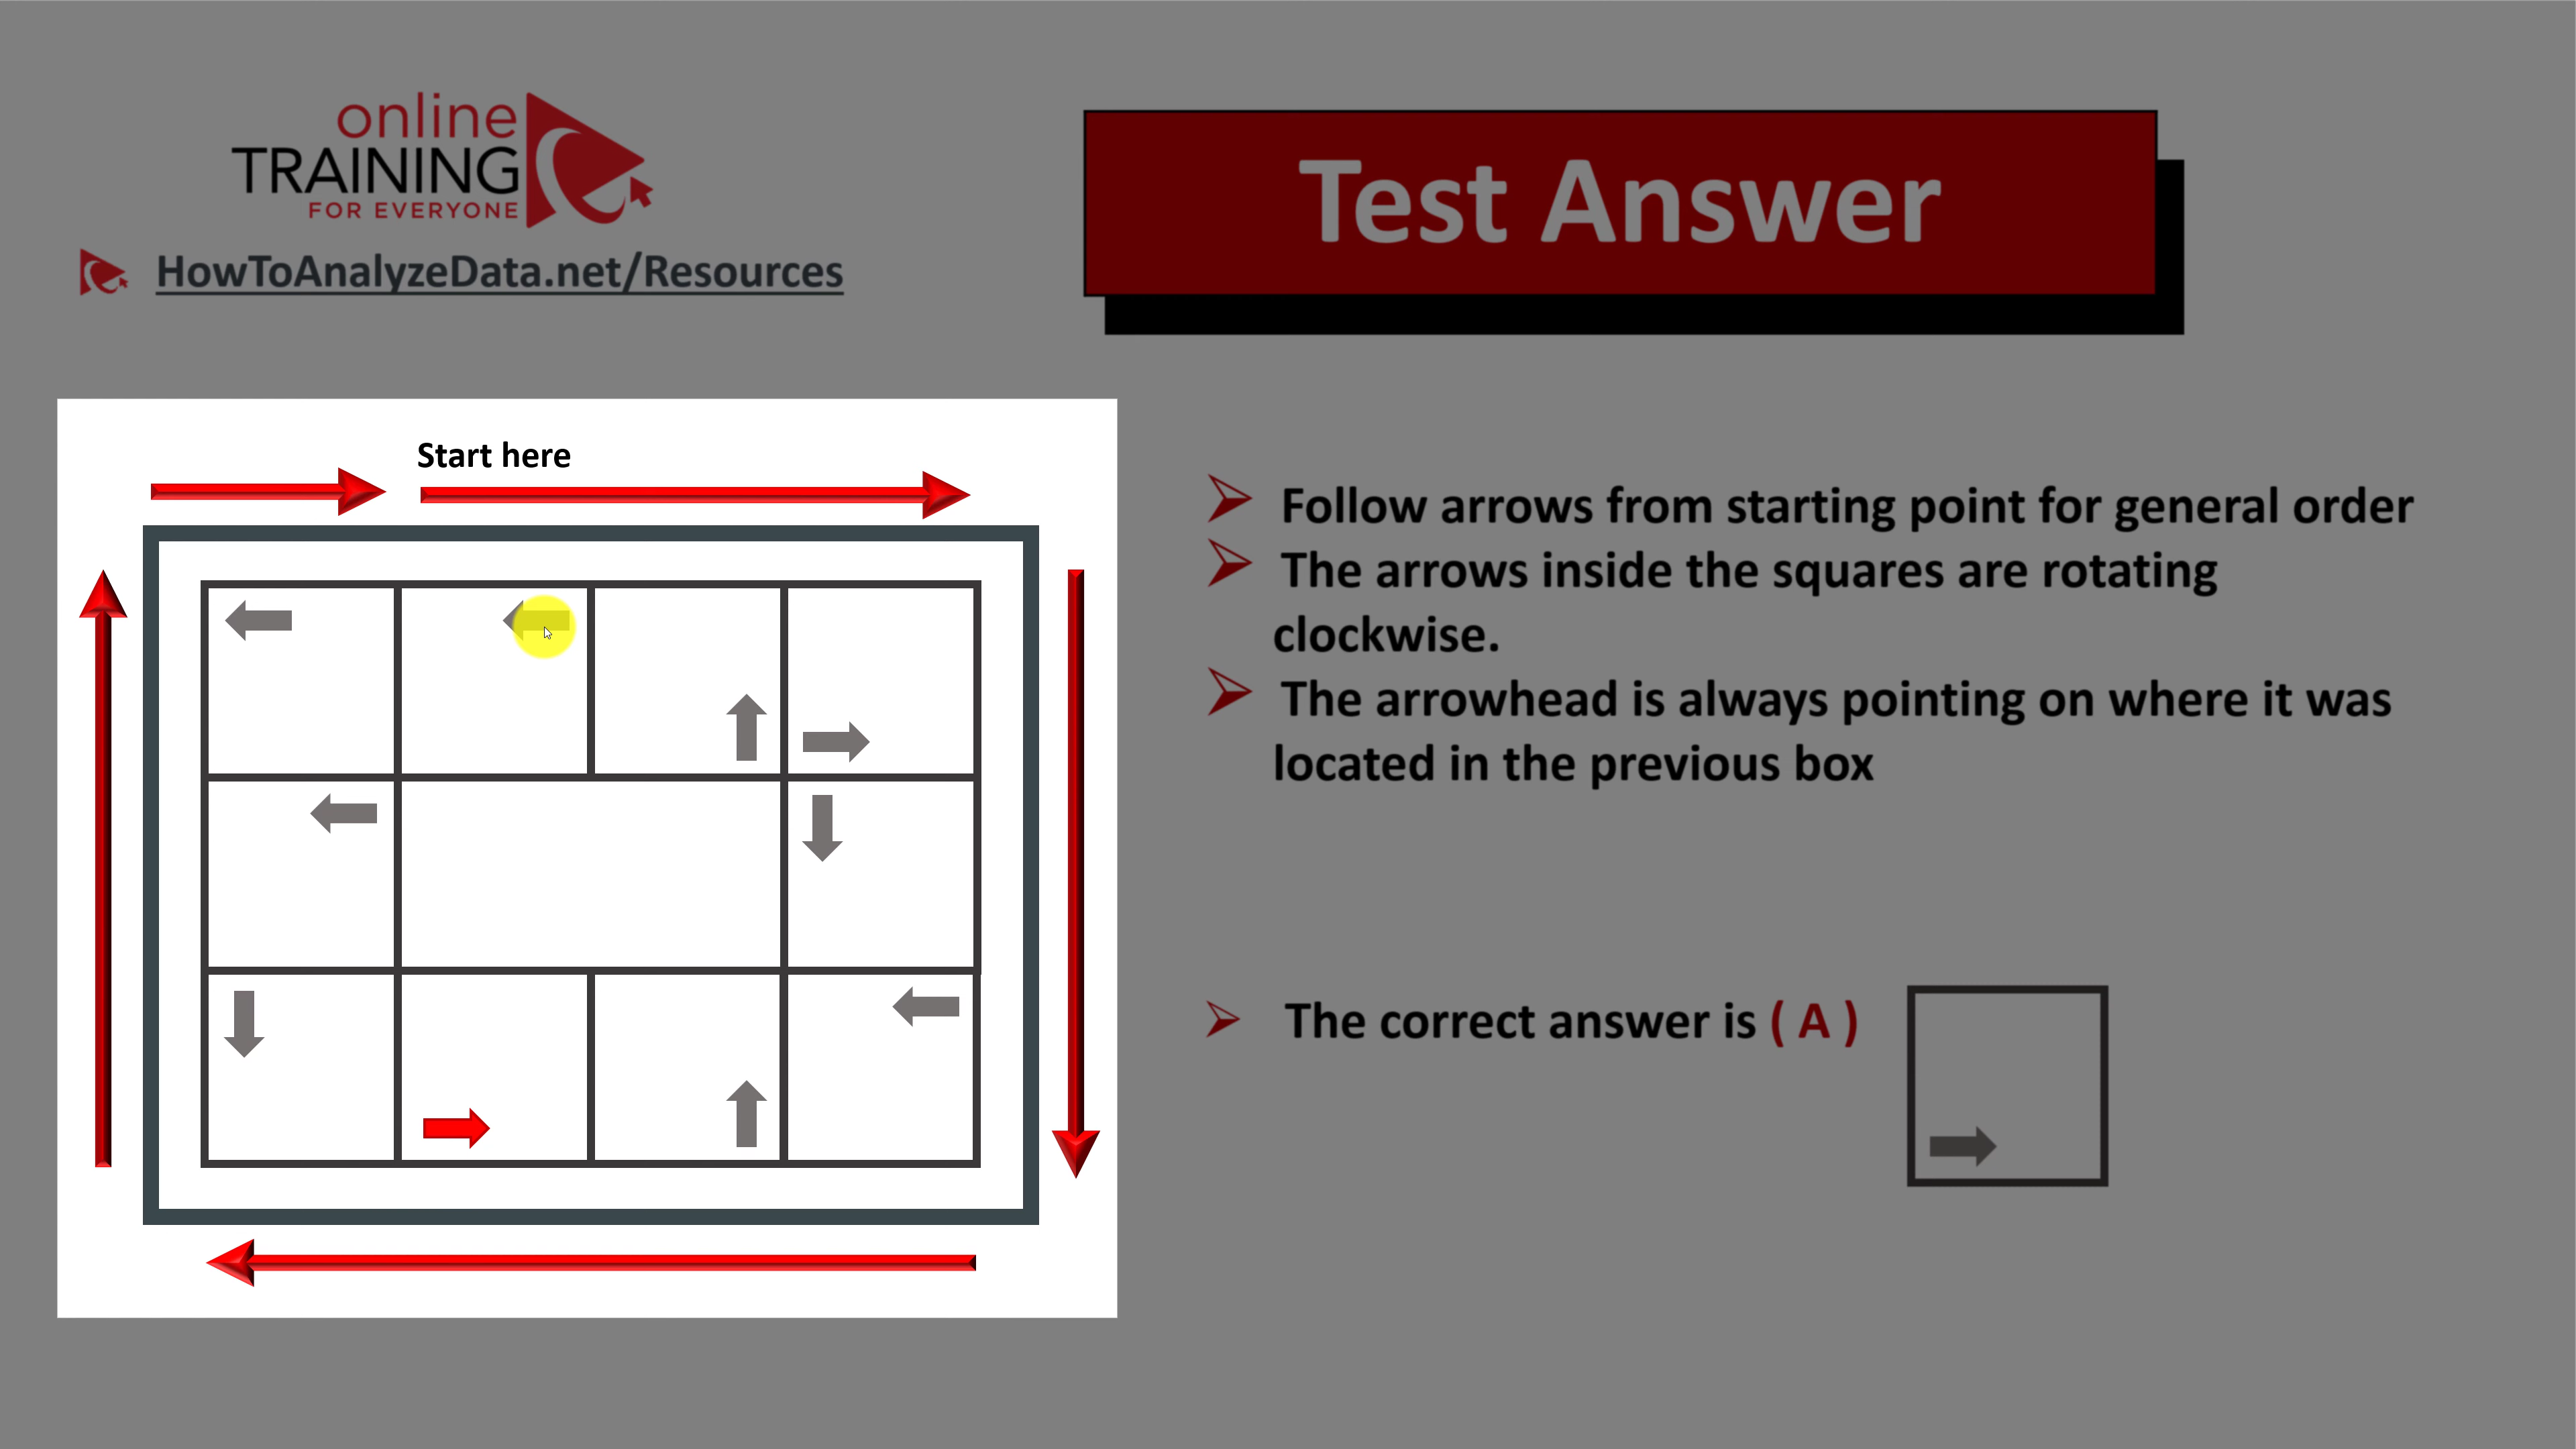 online
TRAINING
FOR EVERYONE
HowToAnalyzeData.net/Resources
Test Answer
Start here
Follow arrows from starting point for general order
The arrows inside the squares are rotating
clockwise.
The arrowhead is always pointing on where it was
located in the previous box
The correct answer is ( A )